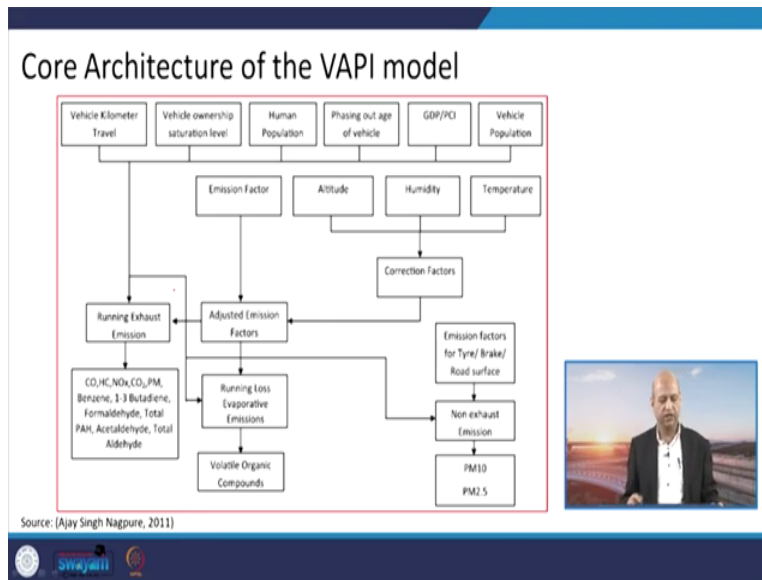 Core Architecture of the VAPI model
Vehicle Kilometer
Travel
Vehicle ownership
saturation level
Human
Population
Phasing out age
of vehicle
GDP/PCI
Vehicle
Population
Emission Factor
Altitude
Humidity
Temperature
Correction Factors
Running Exhaust
Emission
Adjusted Emission
Factors
Emission factors
for Tyre/ Brake/
Road surface
CO,HC,NOx,CO₂,PM,
Benzene, 1-3 Butadiene,
Formaldehyde, Total
PAH, Acetaldehyde, Total
Aldehyde
Running Loss
Evaporative
Emissions
Non exhaust
Emission
Volatile Organic
Compounds
PM10
PM2.5
Source: (Ajay Singh Nagpure, 2011)
swayam